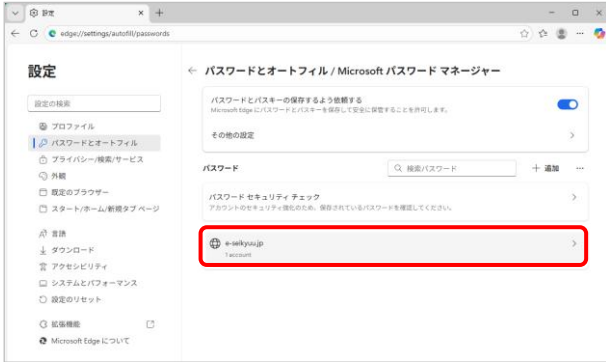 設定
edge://settings/autofill/passwords
設定
設定の検索
プロファイル
パスワードとオートフィル
プライバシー/検索/サービス
外観
既定のブラウザー
スタート/ホーム/新規タブ ページ
言語
ダウンロード
アクセシビリティ
システムとパフォーマンス
設定のリセット
拡張機能
Microsoft Edge について
パスワードとオートフィル / Microsoft パスワード マネージャー
パスワードとパスキーの保存するよう依頼する
Microsoft Edge にパスワードとパスキーを保存して安全に保管することを許可します。
その他の設定
パスワード
検索パスワード
追加
パスワード セキュリティ チェック
アカウントのセキュリティ強化のため、保存されているパスワードを確認してください。
e-seikyuu.jp
1 account